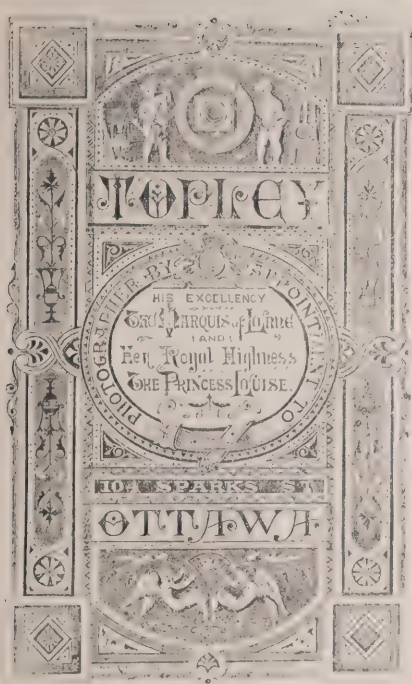 TOPLEY
PHOTOGRAPHER BY APPOINTMENT TO
HIS EXCELLENCY
THE MARQUIS of LORNE
AND
Her Royal Highness
THE PRINCESS LOUISE.
104 SPARKS ST
OTTAWA